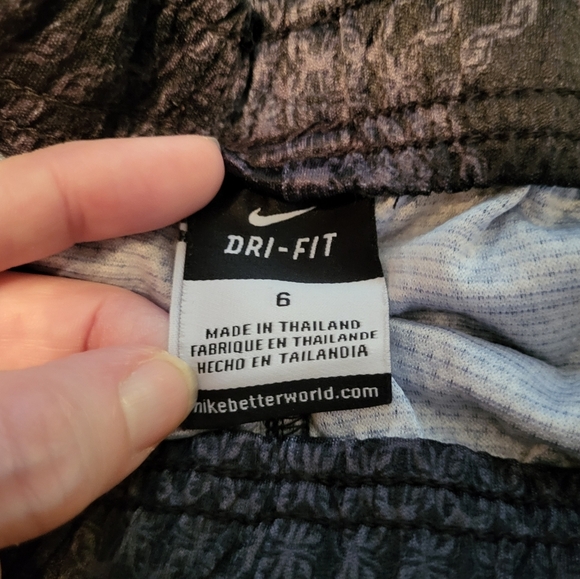 DRI-FIT
6
MADE IN THAILAND
FABRIQUE EN THAILANDE
HECHO EN TAILANDIA
nikebetterworld.com